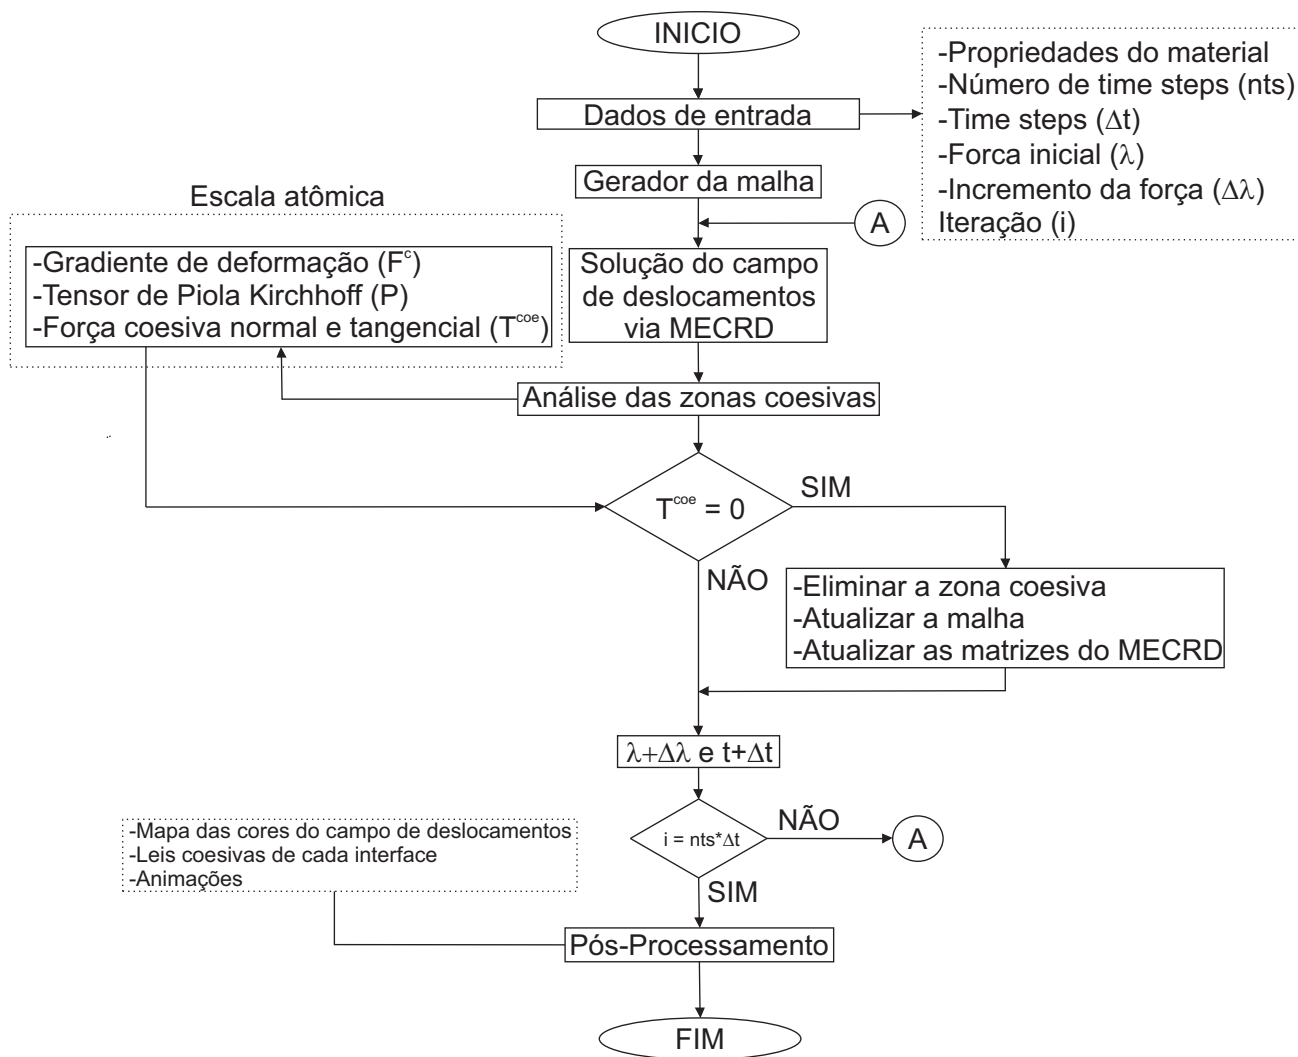 INICIO
Dados de entrada
-Propriedades do material
-Número de time steps (nts)
-Time steps (Δt)
-Forca inicial (λ)
-Incremento da força (Δλ)
Iteração (i)
Gerador da malha
A
Escala atômica
-Gradiente de deformação (F^c)
-Tensor de Piola Kirchhoff (P)
-Força coesiva normal e tangencial (T^coe)
Solução do campo
de deslocamentos
via MECRD
Análise das zonas coesivas
T^coe = 0
SIM
NÃO
-Eliminar a zona coesiva
-Atualizar a malha
-Atualizar as matrizes do MECRD
λ+Δλ e t+Δt
i = nts*Δt
NÃO
A
SIM
-Mapa das cores do campo de deslocamentos
-Leis coesivas de cada interface
-Animações
Pós-Processamento
FIM